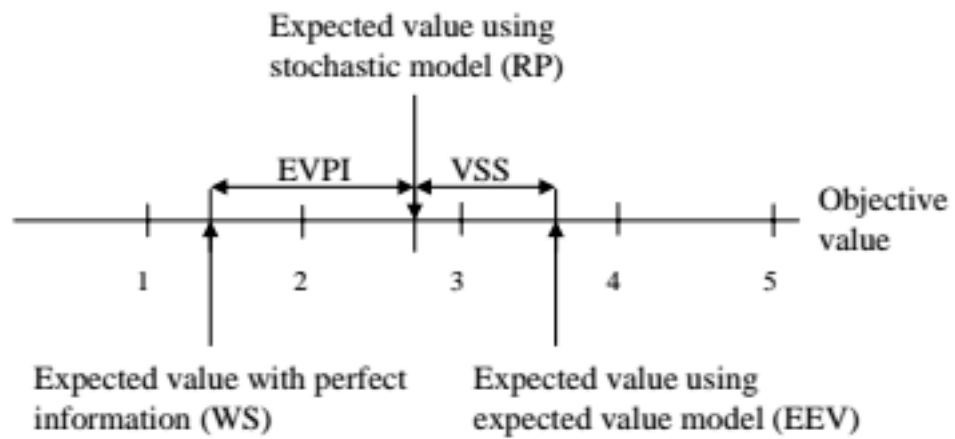 Expected value using
stochastic model (RP)
EVPI
VSS
Objective
value
1
2
3
4
5
Expected value with perfect
information (WS)
Expected value using
expected value model (EEV)